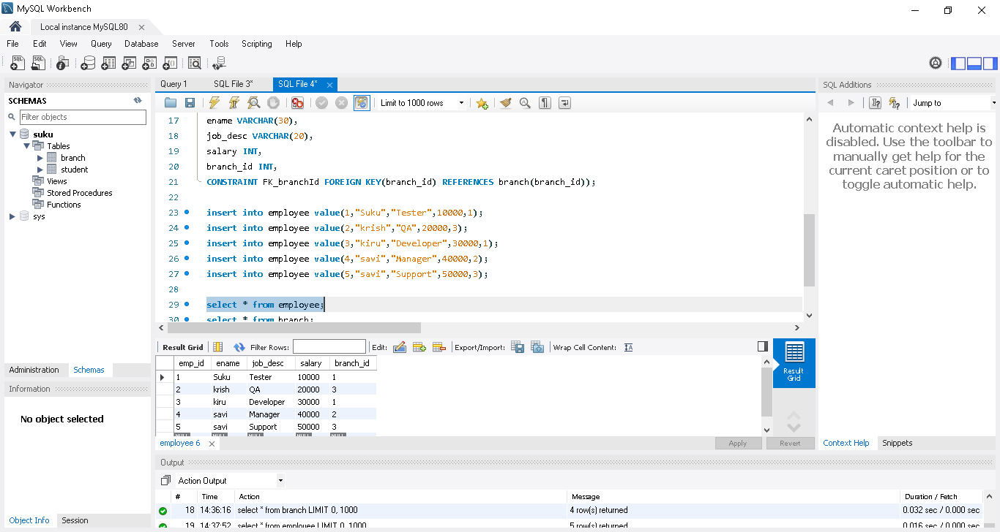 MySQL Workbench
Local instance MySQL80
File Edit View Query Database Server Tools Scripting Help
Navigator
SCHEMAS
Filter objects
suku
Tables
branch
student
Views
Stored Procedures
Functions
sys
Administration Schemas
Information
No object selected
Object Info Session
Query 1 SQL File 3* SQL File 4*
Limit to 1000 rows
17 ename VARCHAR(30),
18 job_desc VARCHAR(20),
19 salary INT,
20 branch_id INT,
21 CONSTRAINT FK_branchId FOREIGN KEY(branch_id) REFERENCES branch(branch_id));
22
23 insert into employee value(1,"Suku","Tester",10000,1);
24 insert into employee value(2,"krish","QA",20000,3);
25 insert into employee value(3,"kiru","Developer",30000,1);
26 insert into employee value(4,"savi","Manager",40000,2);
27 insert into employee value(5,"savi","Support",50000,3);
28
29 select * from employee;
30 select * from branch;
Result Grid Filter Rows: Edit: Export/Import: Wrap Cell Content:
emp_id ename job_desc salary branch_id
1 Suku Tester 10000 1
2 krish QA 20000 3
3 kiru Developer 30000 1
4 savi Manager 40000 2
5 savi Support 50000 3
NULL NULL NULL NULL NULL
Result
Grid
employee 6
Apply Revert
Output
Action Output
# Time Action Message Duration / Fetch
18 14:36:16 select * from branch LIMIT 0, 1000 4 row(s) returned 0.032 sec / 0.000 sec
19 14:37:52 select * from employee LIMIT 0, 1000 5 row(s) returned 0.016 sec / 0.000 sec
SQL Additions
Jump to
Automatic context help is
disabled. Use the toolbar to
manually get help for the
current caret position or to
toggle automatic help.
Context Help Snippets